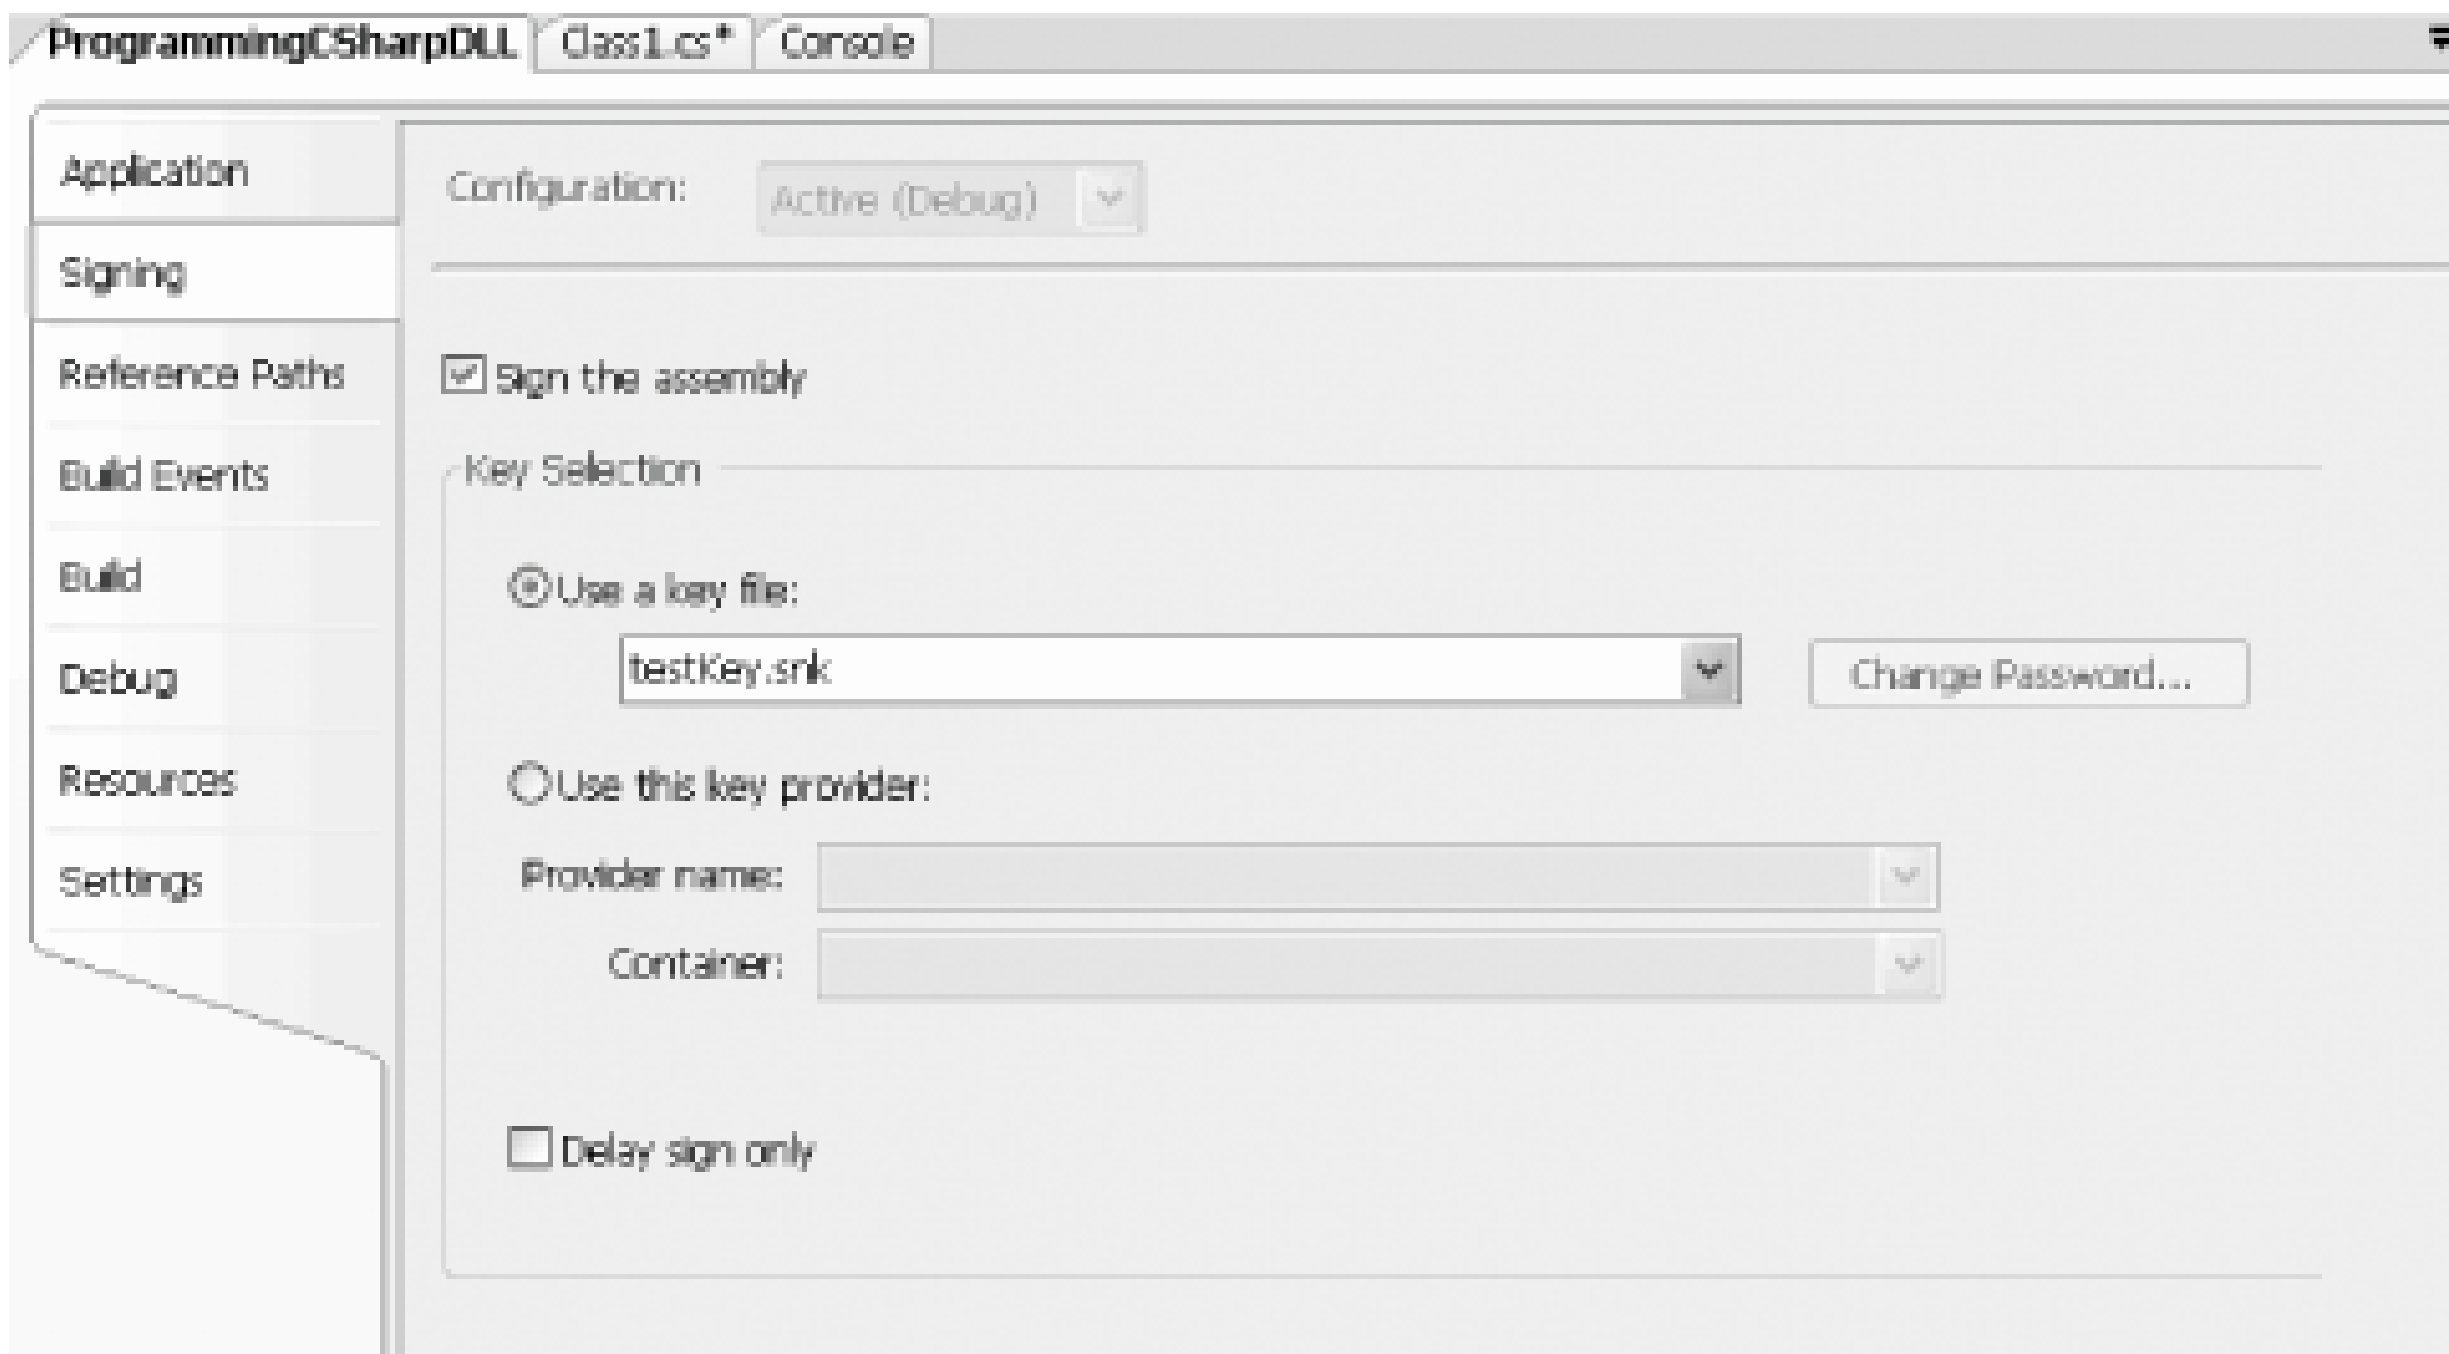 ProgrammingCSharpDLL Class1.cs* Console
Application
Signing
Reference Paths
Build Events
Build
Debug
Resources
Settings
Configuration: Active (Debug)
Sign the assembly
Key Selection
Use a key file:
testKey.snk Change Password...
Use this key provider:
Provider name:
Container:
Delay sign only